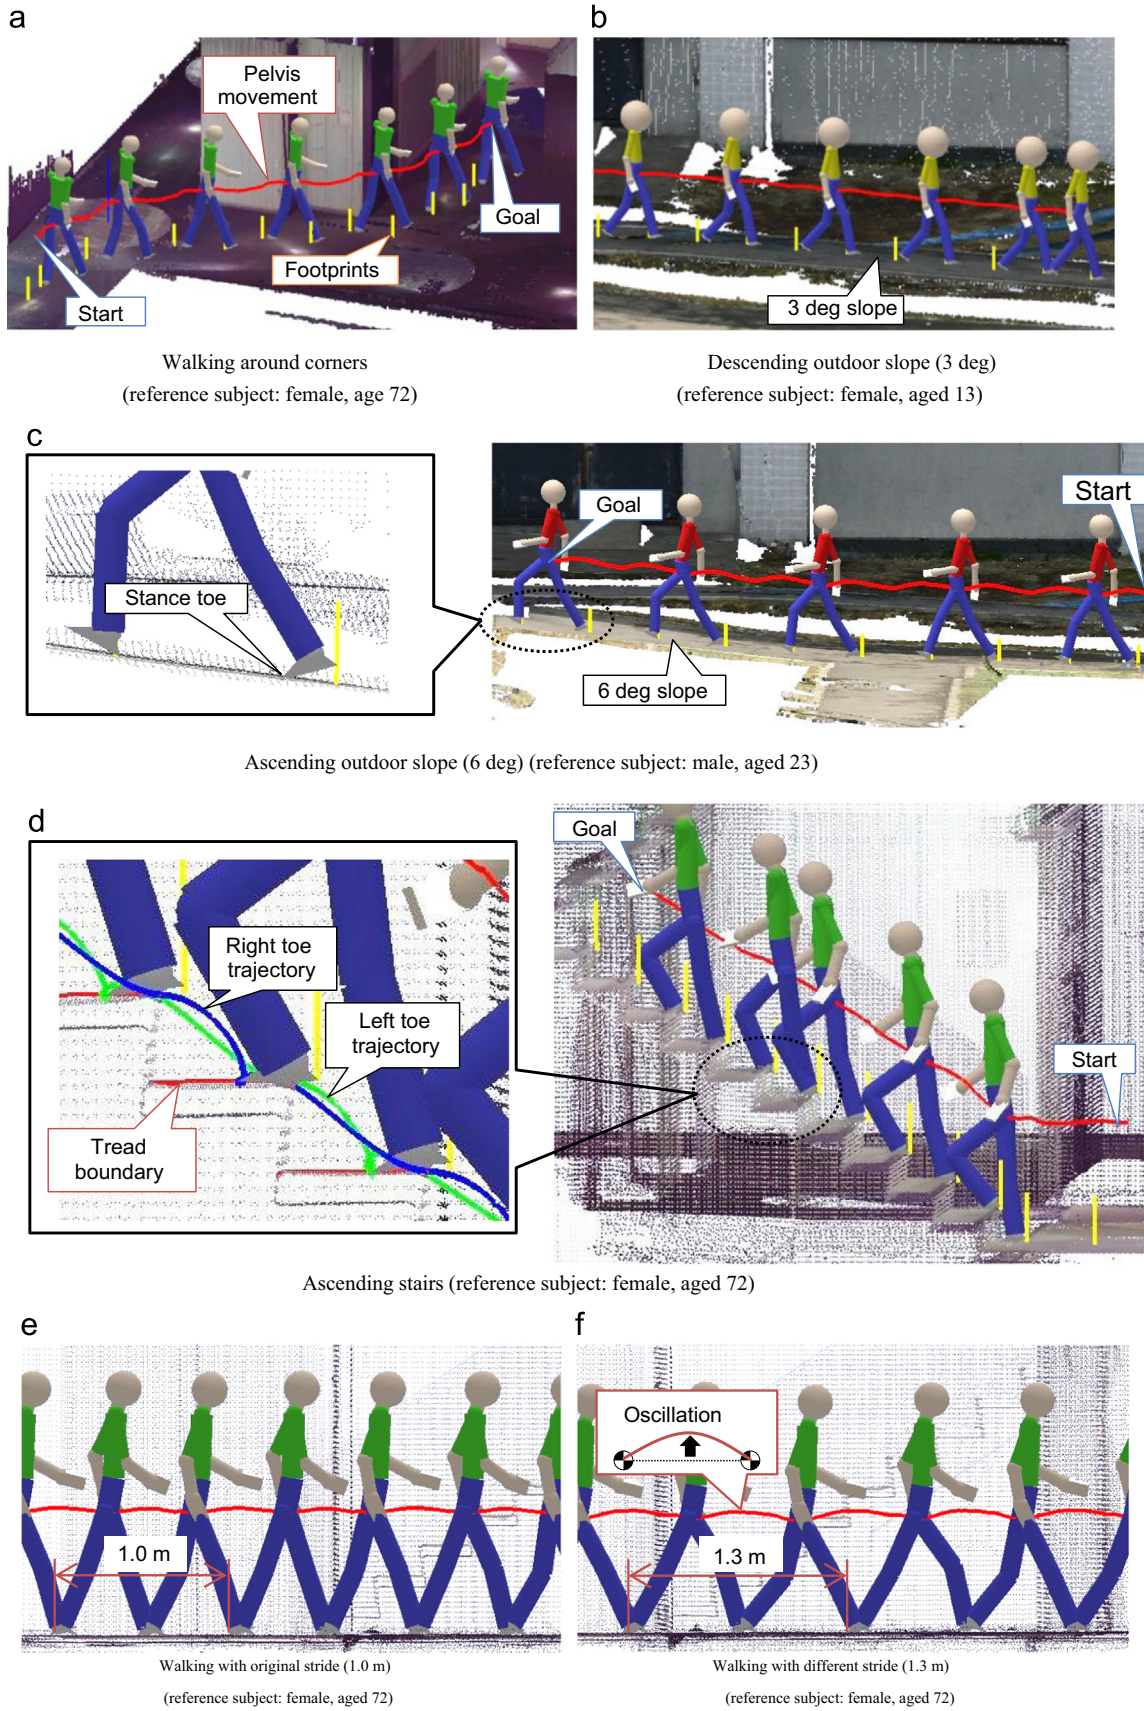 a
Pelvis
movement
Goal
Footprints
Start
Walking around corners
(reference subject: female, age 72)
b
3 deg slope
Descending outdoor slope (3 deg)
(reference subject: female, aged 13)
c
Stance toe
Goal
Start
6 deg slope
Ascending outdoor slope (6 deg) (reference subject: male, aged 23)
d
Right toe
trajectory
Left toe
trajectory
Tread
boundary
Goal
Start
Ascending stairs (reference subject: female, aged 72)
e
1.0 m
Walking with original stride (1.0 m)
(reference subject: female, aged 72)
f
Oscillation
1.3 m
Walking with different stride (1.3 m)
(reference subject: female, aged 72)